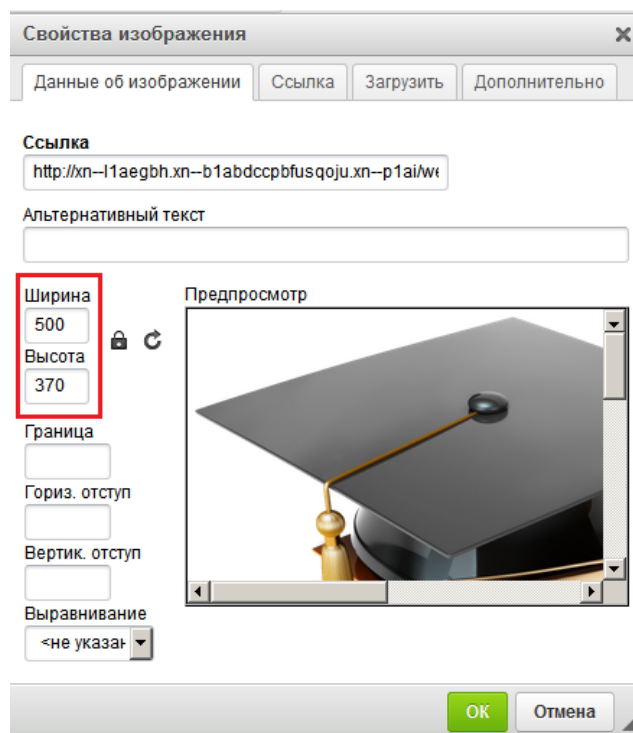 Свойства изображения
Данные об изображении Ссылка Загрузить Дополнительно
Ссылка
http://xn--l1aegbh.xn--b1abdccpbfusqoju.xn--p1ai/we
Альтернативный текст
Ширина
500
Высота
370
Граница
Гориз. отступ
Вертик. отступ
Выравнивание
<не указан
Предпросмотр
ОК Отмена